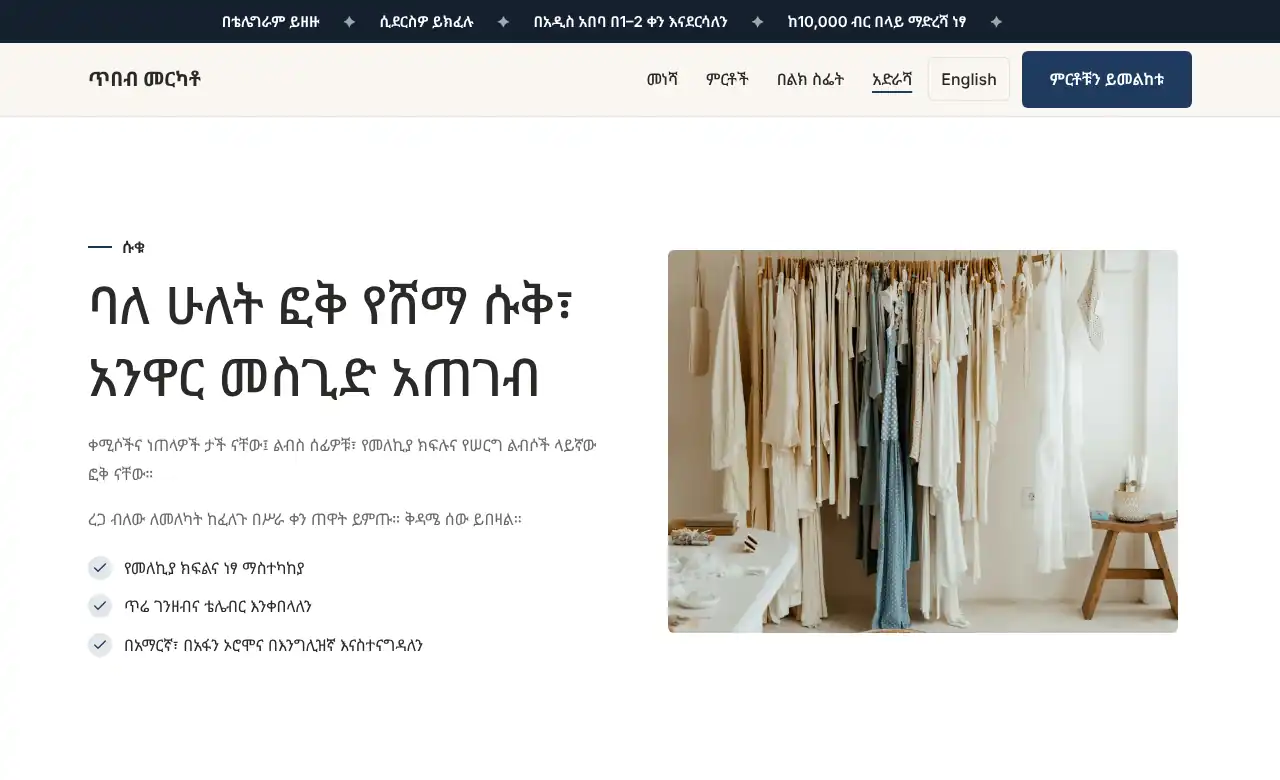 በቴሌግራም ይዘዙ ✦ ሲደርስዎ ይክፈሉ ✦ በአዲስ አበባ በ1–2 ቀን እናደርሳለን ✦ ከ10,000 ብር በላይ ማድረሻ ነፃ ✦
ጥበብ መርካቶ
መነሻ
ምርቶች
በልክ ስፌት
አድራሻ
English
ምርቶቹን ይመልከቱ
ሱቁ
ባለ ሁለት ፎቅ የሸማ ሱቅ፣
አንዋር መስጊድ አጠገብ
ቀሚሶችና ነጠላዎች ታች ናቸው፤ ልብስ ሰፊዎቹ፣ የመለኪያ ክፍሉና የሠርግ ልብሶች ላይኛው
ፎቅ ናቸው።
ረጋ ብለው ለመለካት ከፈለጉ በሥራ ቀን ጠዋት ይምጡ። ቅዳሜ ሰው ይበዛል።
የመለኪያ ክፍልና ነፃ ማስተካከያ
ጥሬ ገንዘብና ቴሌብር እንቀበላለን
በአማርኛ፣ በአፋን ኦሮሞና በእንግሊዝኛ እናስተናግዳለን